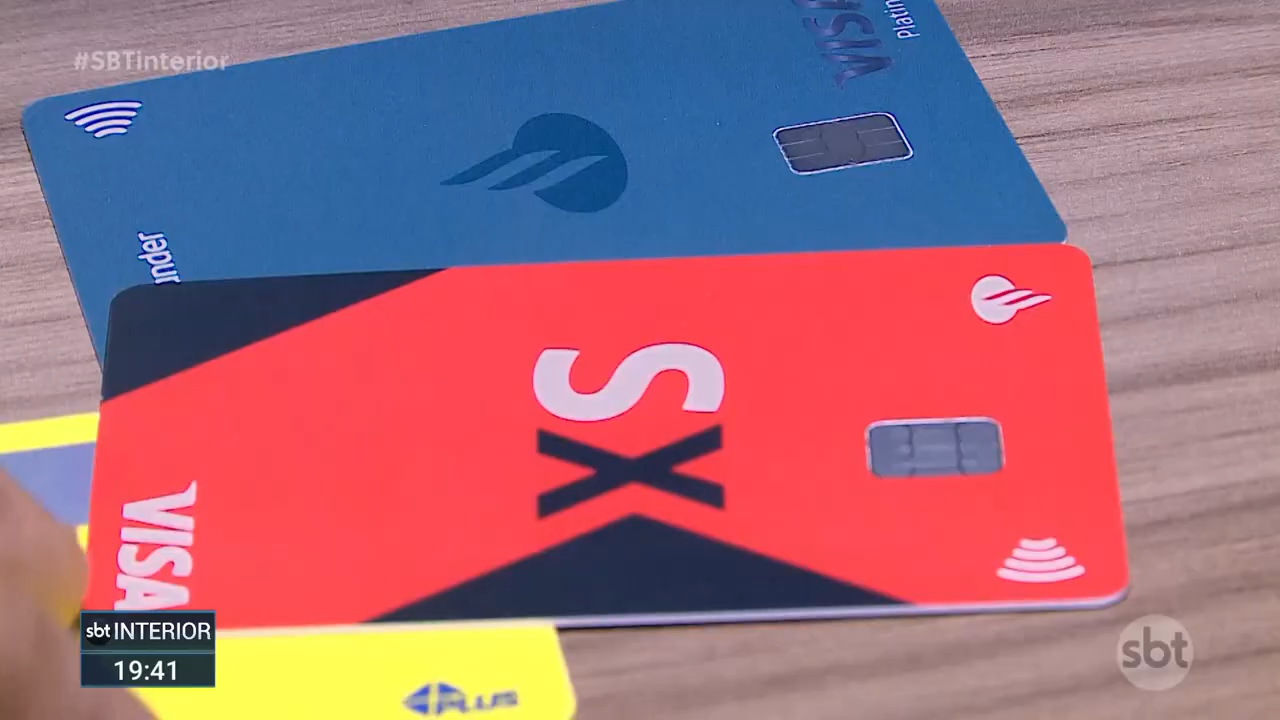 #SBTInterior
VISA
Platin
nder
SX
VISA
PLUS
sbt INTERIOR
19:41
sbt